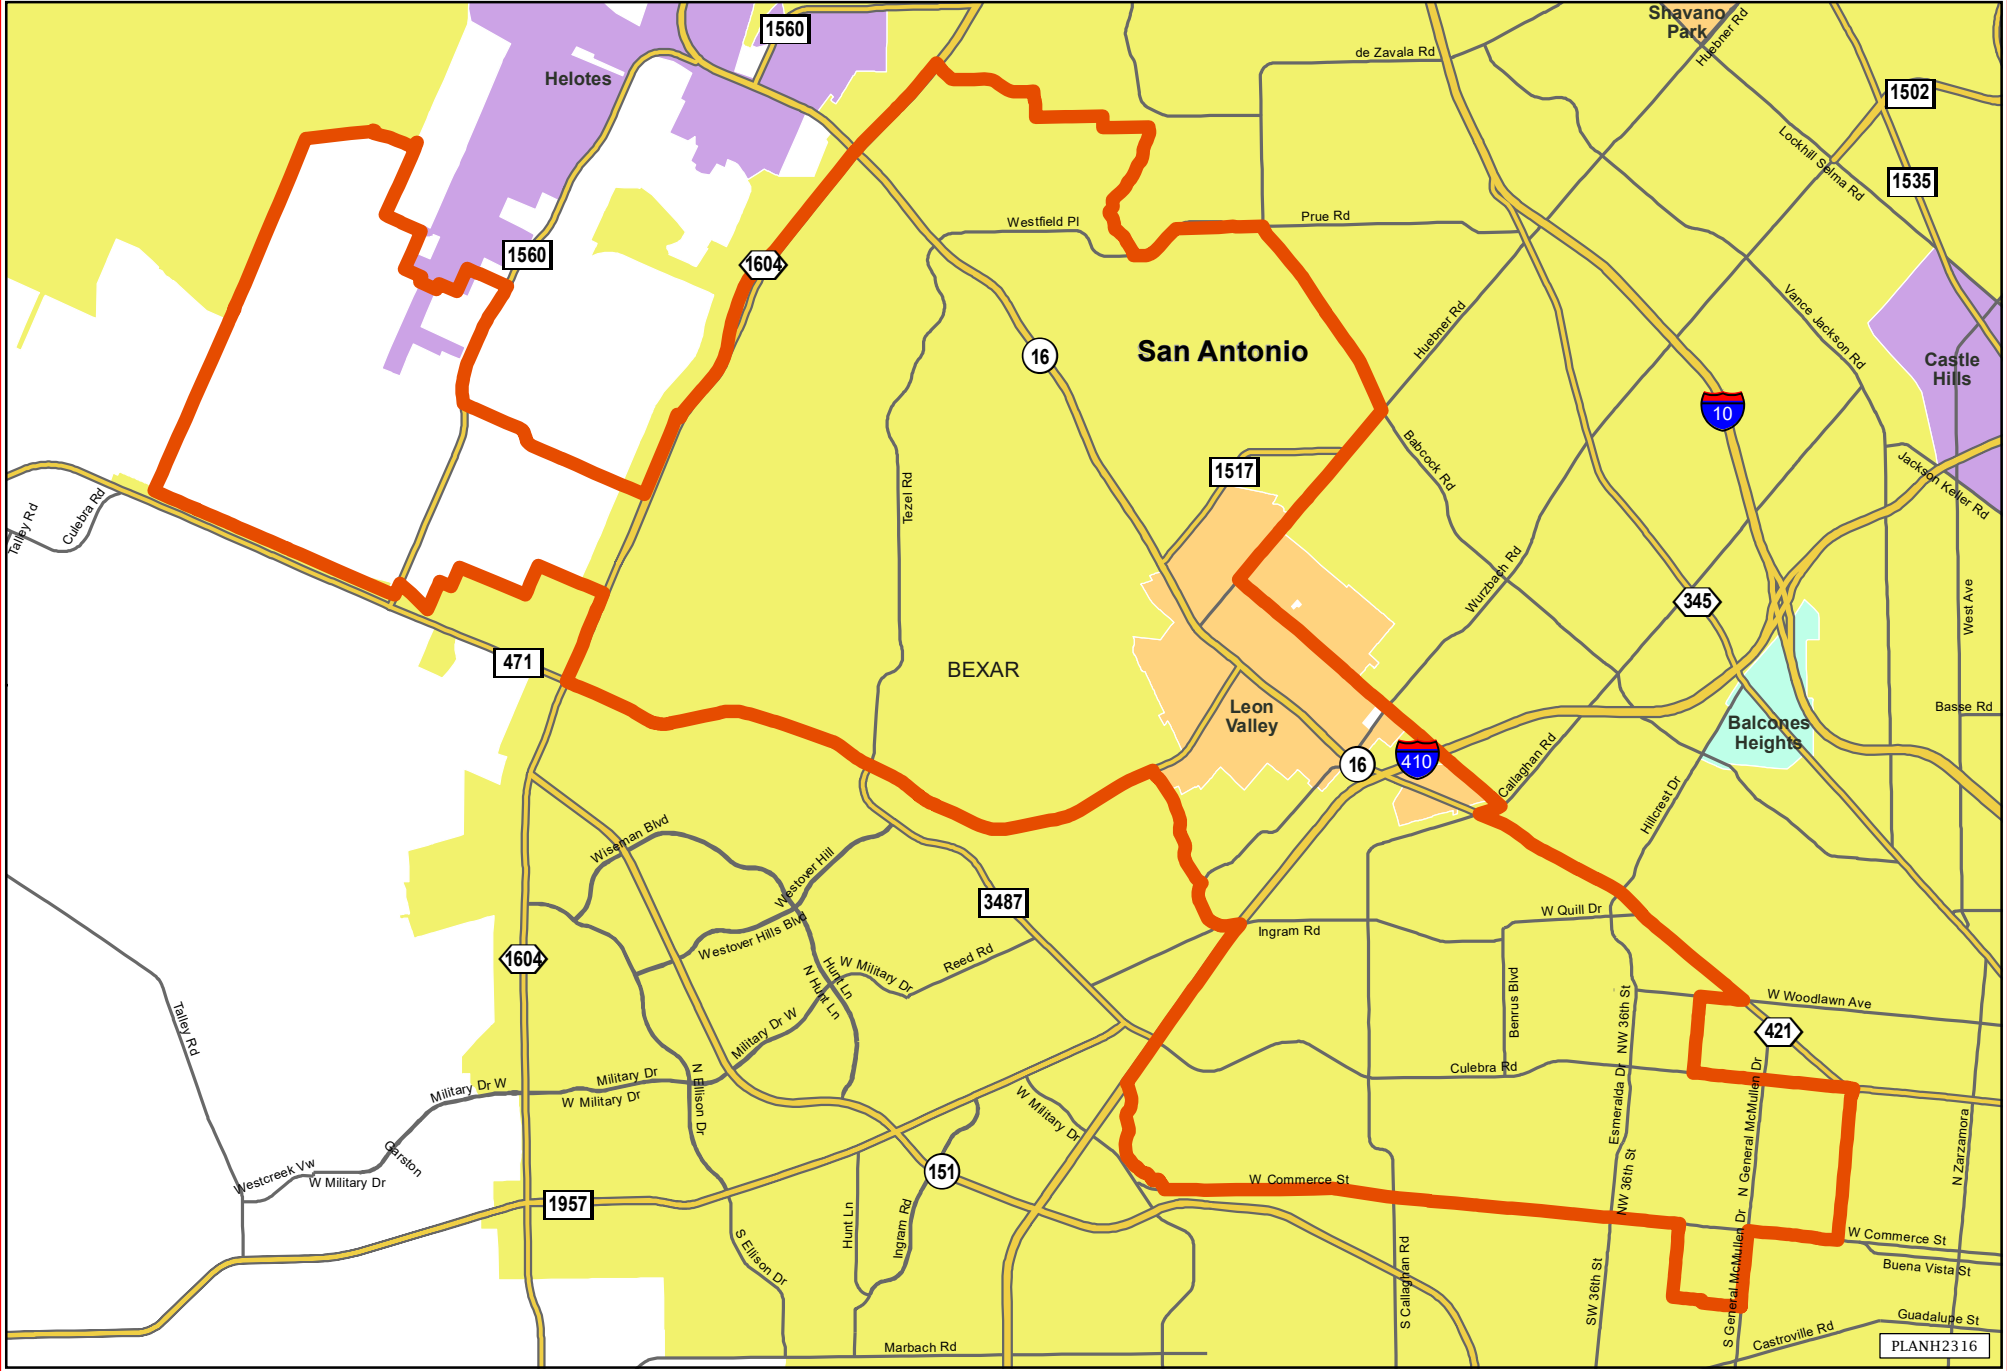 Shavano
Park
Huebner Rd
1560
de Zavala Rd
Helotes
1502
Lockhill Selma Rd
1535
Westfield Pl
Prue Rd
1560
1604
Vance Jackson Rd
Huebner Rd
16
San Antonio
Castle
Hills
10
Babcock Rd
1517
Jackson Keller Rd
Tezel Rd
Culebra Rd
Talley Rd
Wurzbach Rd
345
West Ave
471
BEXAR
Leon
Valley
Basse Rd
Balcones
Heights
16
410
Callaghan Rd
Hillcrest Dr
Wiseman Blvd
Westover Hill
3487
W Quill Dr
Ingram Rd
Westover Hills Blvd
1604
W Military Dr
Reed Rd
Hunt Ln
N Hunt Ln
Benrus Blvd
NW 36th St
W Woodlawn Ave
Talley Rd
Military Dr W
421
Culebra Rd
Military Dr
Military Dr W
W Military Dr
N Ellison Dr
W Military Dr
Esmeralda Dr
N General McMullen Dr
N Zarzamora
Garston
Westcreek Vw
W Military Dr
151
W Commerce St
NW 36th St
1957
Hunt Ln
Ingram Rd
S Ellison Dr
S Callaghan Rd
SW 36th St
S General McMullen Dr
W Commerce St
Buena Vista St
Guadalupe St
Castroville Rd
Marbach Rd
PLANH2316